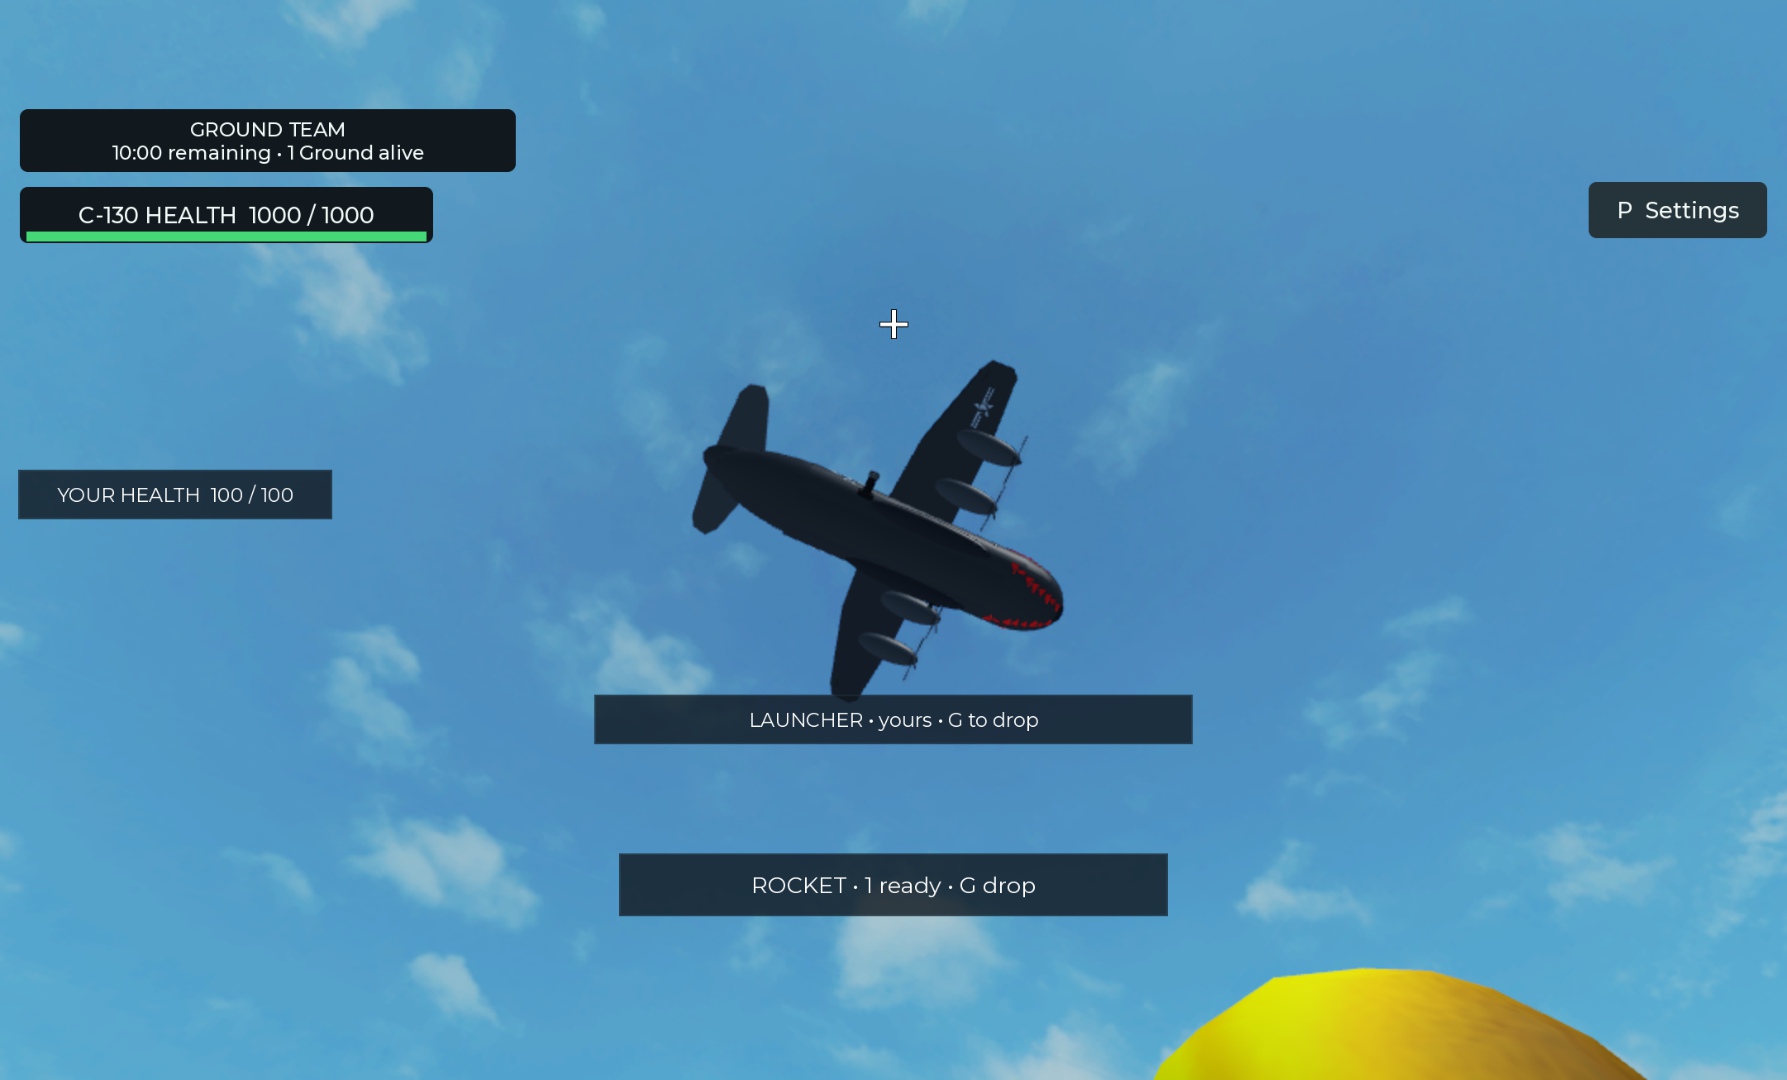 GROUND TEAM
10:00 remaining • 1 Ground alive
C-130 HEALTH 1000 / 1000
P Settings
YOUR HEALTH 100 / 100
LAUNCHER • yours • G to drop
ROCKET • 1 ready • G drop